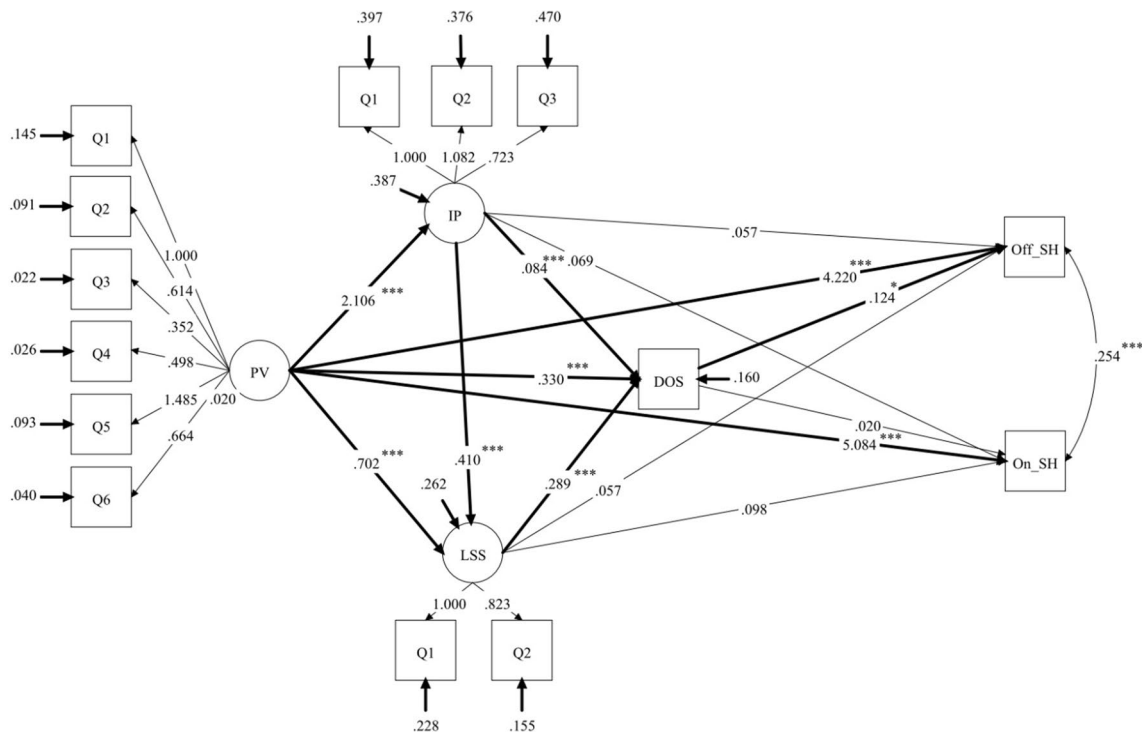 .397 .376 .470
Q1 Q2 Q3
.145 Q1
1.000 1.082 .723
.387
.091 Q2
IP
.057
Off_SH
1.000
.022 Q3
.614
.084*** .069
4.220***
.124*
2.106 ***
.352
.026 Q4
.498
PV
.330***
DOS
.160
.254***
1.485 .020
.093 Q5
.664
.020
5.084***
.702 ***
.410***
On_SH
.262
.289***
.057
.040 Q6
.098
LSS
1.000 .823
Q1 Q2
.228 .155